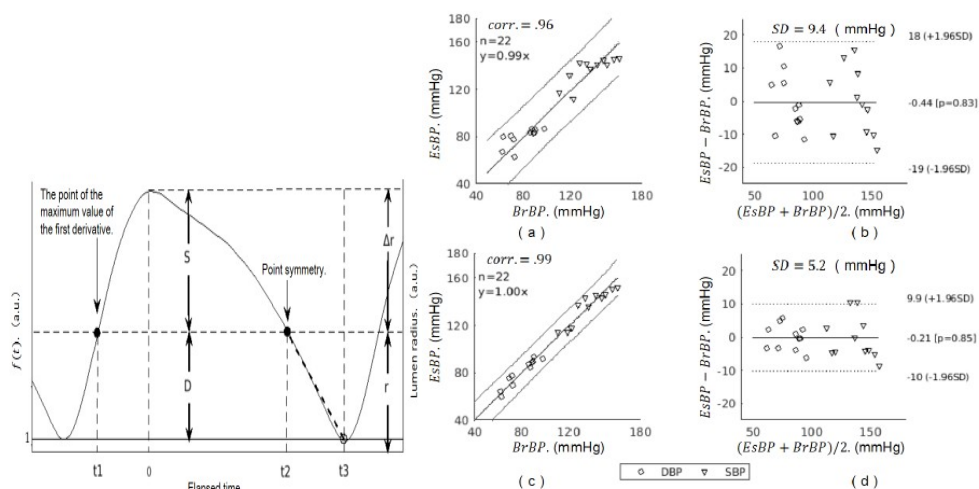 The point of the
maximum value of
the first derivative.
Point symmetry.
S
D
Δr
r
f(t). (a.u.)
Lumen radius. (a.u.)
1
t1
0
t2
t3
Elapsed time
corr. = .96
n=22
y=0.99x
EsBP. (mmHg)
180
160
120
80
40
40
80
120
140
180
BrBP. (mmHg)
( a )
SD = 9.4 ( mmHg)
EsBP − BrBP. (mmHg)
20
10
0
-10
-20
50
100
150
18 (+1.96SD)
-0.44 [p=0.83]
-19 (-1.96SD)
(EsBP + BrBP)/2. (mmHg)
( b )
corr. = .99
n=22
y=1.00x
EsBP. (mmHg)
200
160
120
80
40
40
80
120
140
180
BrBP. (mmHg)
( c )
SD = 5.2 ( mmHg)
EsBP − BrBP. (mmHg)
20
10
0
-10
-20
50
100
150
9.9 (+1.96SD)
-0.21 [p=0.85]
-10 (-1.96SD)
(EsBP + BrBP)/2. (mmHg)
( d )
DBP
SBP